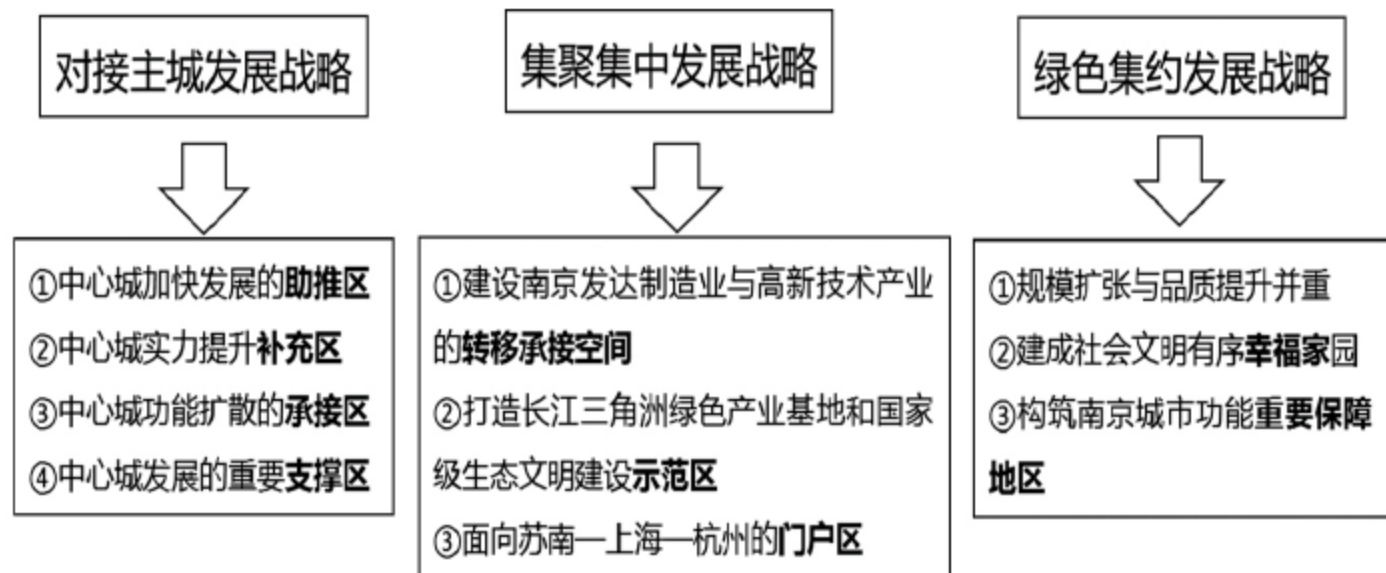 对接主城发展战略
集聚集中发展战略
绿色集约发展战略
①中心城加快发展的助推区
②中心城实力提升补充区
③中心城功能扩散的承接区
④中心城发展的重要支撑区
①建设南京发达制造业与高新技术产业
的转移承接空间
②打造长江三角洲绿色产业基地和国家
级生态文明建设示范区
③面向苏南—上海—杭州的门户区
①规模扩张与品质提升并重
②建成社会文明有序幸福家园
③构筑南京城市功能重要保障
地区